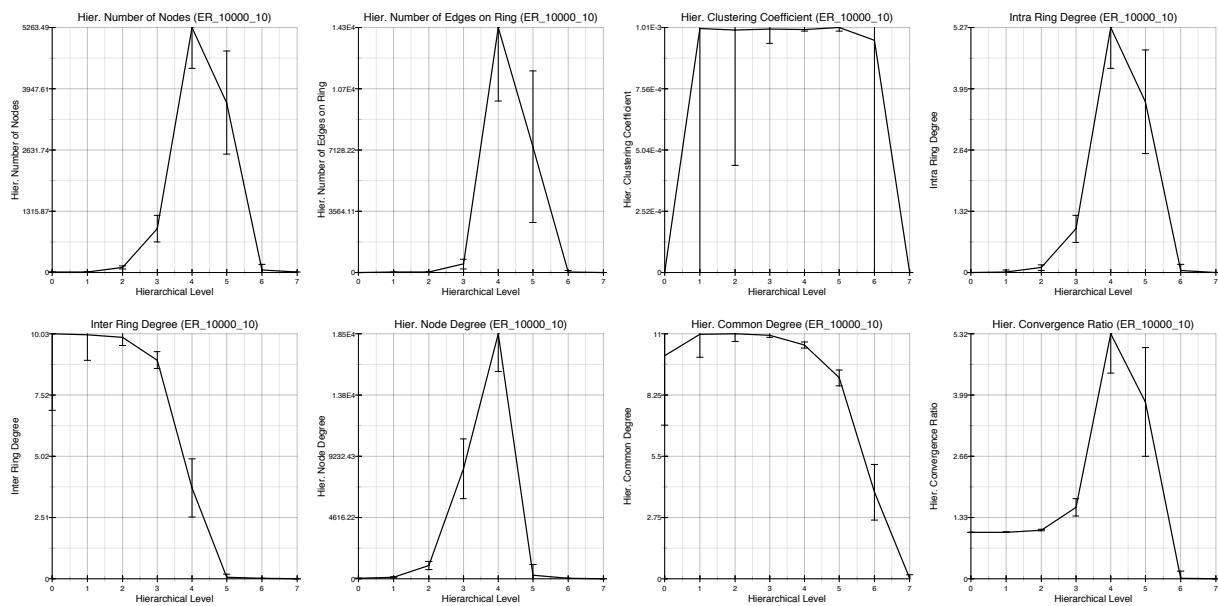 Hier. Number of Nodes (ER_10000_10)
5263.49
3947.61
2631.74
1315.87
0
Hier. Number of Nodes
0 1 2 3 4 5 6 7
Hierarchical Level
Hier. Number of Edges on Ring (ER_10000_10)
1.43E4
1.07E4
7128.22
3564.11
0
Hier. Number of Edges on Ring
0 1 2 3 4 5 6 7
Hierarchical Level
Hier. Clustering Coefficient (ER_10000_10)
1.01E-3
7.56E-4
5.04E-4
2.52E-4
0
Hier. Clustering Coefficient
0 1 2 3 4 5 6 7
Hierarchical Level
Intra Ring Degree (ER_10000_10)
5.27
3.95
2.64
1.32
0
Intra Ring Degree
0 1 2 3 4 5 6 7
Hierarchical Level
Inter Ring Degree (ER_10000_10)
10.03
7.52
5.02
2.51
0
Inter Ring Degree
0 1 2 3 4 5 6 7
Hierarchical Level
Hier. Node Degree (ER_10000_10)
1.85E4
1.38E4
9232.43
4616.22
0
Hier. Node Degree
0 1 2 3 4 5 6 7
Hierarchical Level
Hier. Common Degree (ER_10000_10)
11
8.25
5.5
2.75
0
Hier. Common Degree
0 1 2 3 4 5 6 7
Hierarchical Level
Hier. Convergence Ratio (ER_10000_10)
5.32
3.99
2.66
1.33
0
Hier. Convergence Ratio
0 1 2 3 4 5 6 7
Hierarchical Level